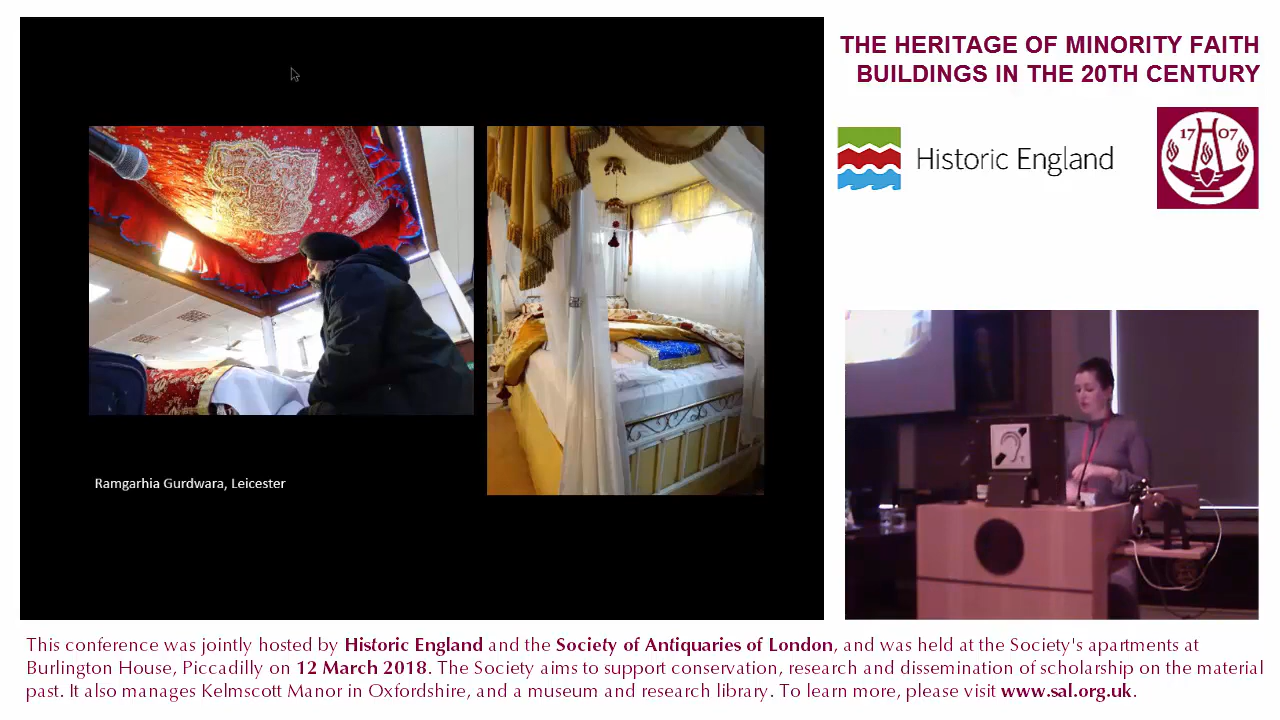 THE HERITAGE OF MINORITY FAITH
BUILDINGS IN THE 20TH CENTURY
Historic England
17 07
Ramgarhia Gurdwara, Leicester
T
This conference was jointly hosted by Historic England and the Society of Antiquaries of London, and was held at the Society's apartments at
Burlington House, Piccadilly on 12 March 2018. The Society aims to support conservation, research and dissemination of scholarship on the material
past. It also manages Kelmscott Manor in Oxfordshire, and a museum and research library. To learn more, please visit www.sal.org.uk.